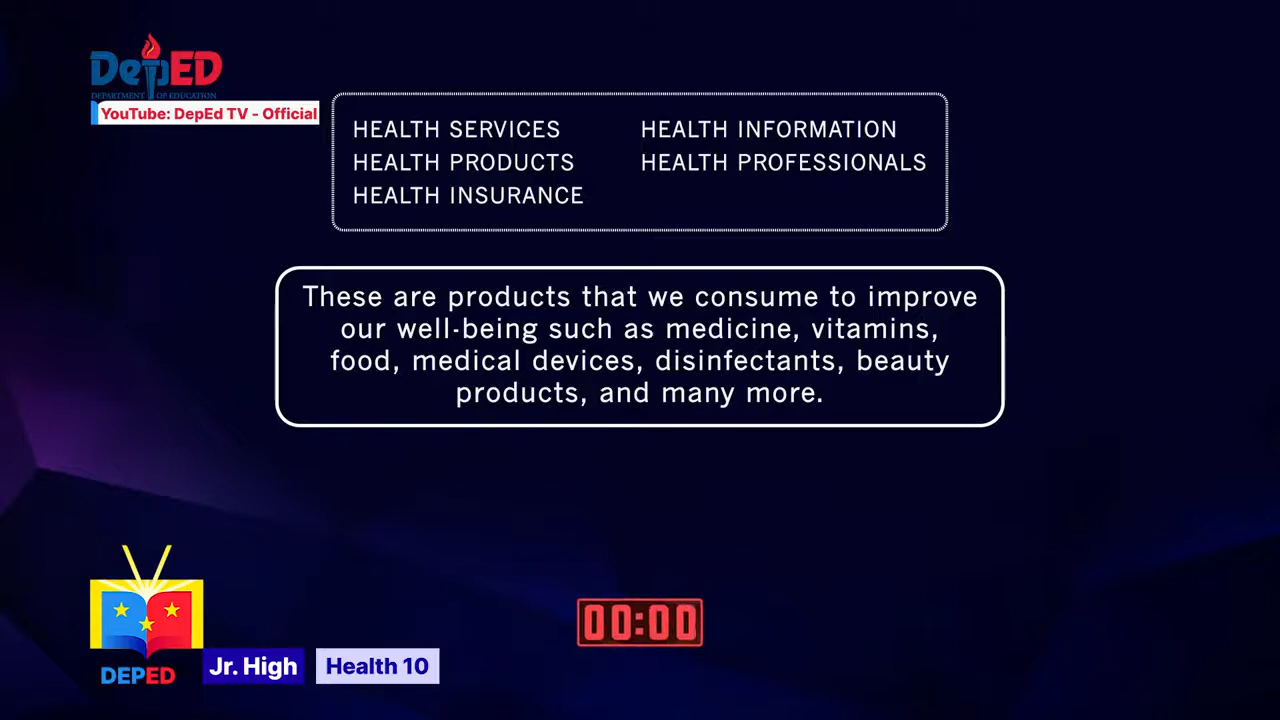 DepED
DEPARTMENT OF EDUCATION
YouTube: DepEd TV - Official
HEALTH SERVICES
HEALTH PRODUCTS
HEALTH INSURANCE
HEALTH INFORMATION
HEALTH PROFESSIONALS
These are products that we consume to improve
our well-being such as medicine, vitamins,
food, medical devices, disinfectants, beauty
products, and many more.
00:00
DEPED
Jr. High
Health 10